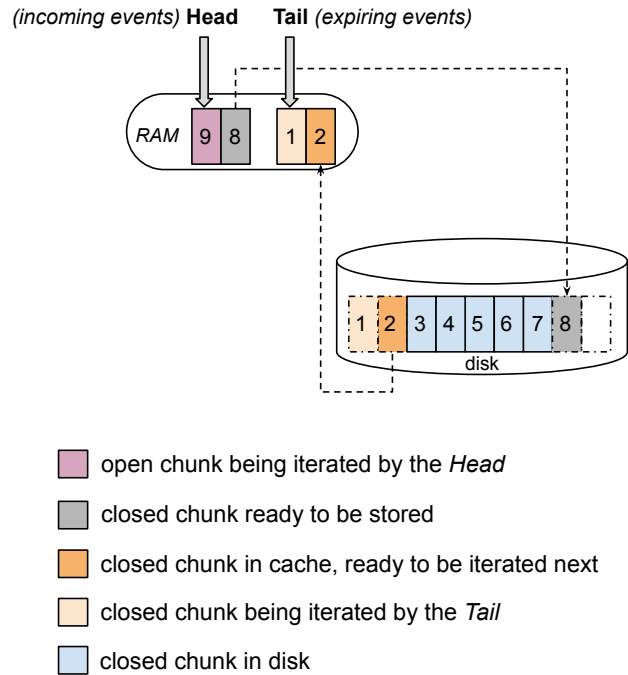 (incoming events) Head Tail (expiring events)
RAM 9 8 1 2
1 2 3 4 5 6 7 8
disk
open chunk being iterated by the Head
closed chunk ready to be stored
closed chunk in cache, ready to be iterated next
closed chunk being iterated by the Tail
closed chunk in disk